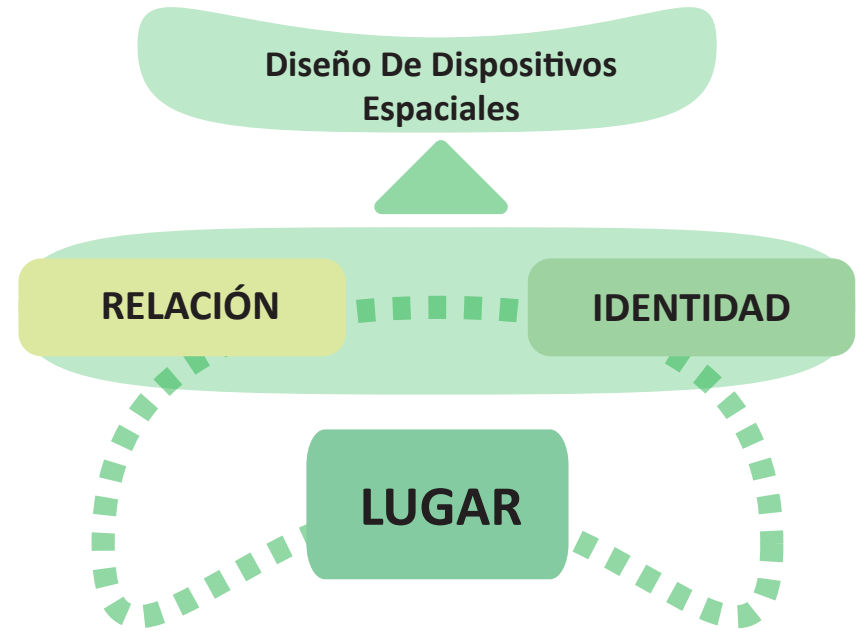 Diseño De Dispositivos
Espaciales
RELACIÓN
IDENTIDAD
LUGAR